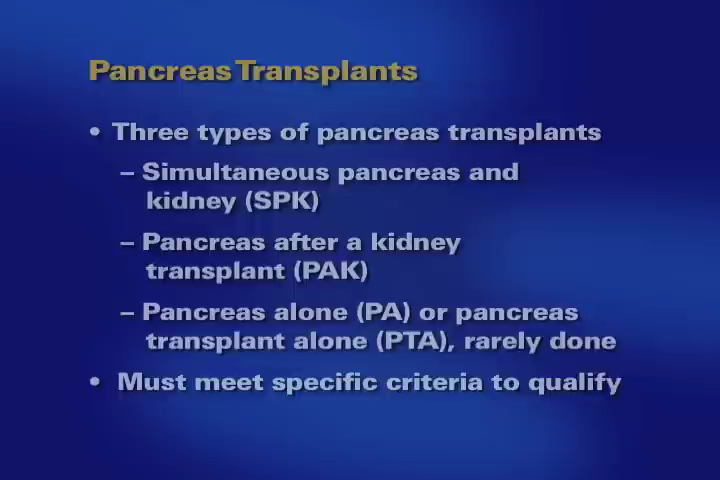 Pancreas Transplants
• Three types of pancreas transplants
– Simultaneous pancreas and
kidney (SPK)
– Pancreas after a kidney
transplant (PAK)
– Pancreas alone (PA) or pancreas
transplant alone (PTA), rarely done
• Must meet specific criteria to qualify